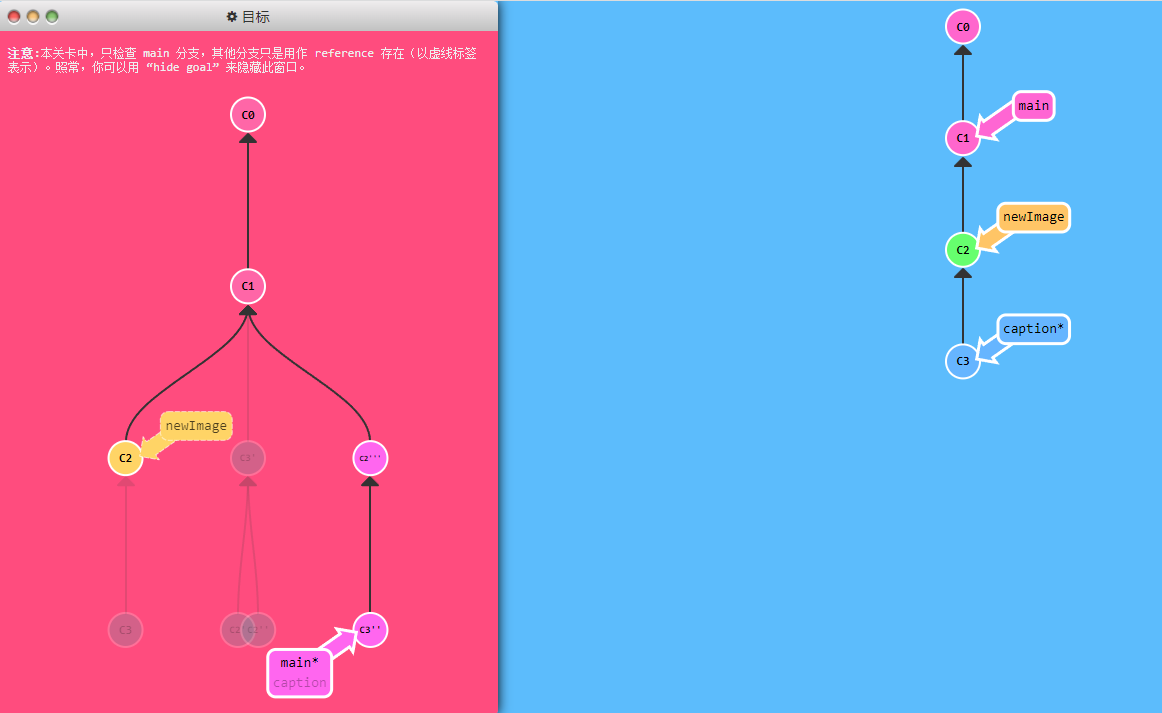 目标
注意:本关卡中，只检查 main 分支，其他分支只是用作 reference 存在（以虚线标签
表示）。照常，你可以用 “hide goal” 来隐藏此窗口。
C0
C1
newImage
C2
C3'
C2'''
C3
C2''
C3''
main*
caption
C0
main
C1
newImage
C2
caption*
C3